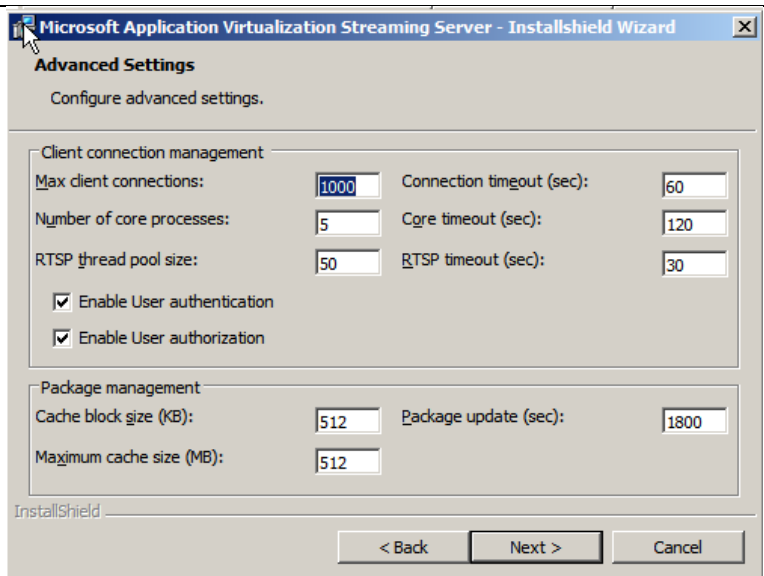 Microsoft Application Virtualization Streaming Server - Installshield Wizard
Advanced Settings
Configure advanced settings.
Client connection management
Max client connections: 1000 Connection timeout (sec): 60
Number of core processes: 5 Core timeout (sec): 120
RTSP thread pool size: 50 RTSP timeout (sec): 30
Enable User authentication
Enable User authorization
Package management
Cache block size (KB): 512 Package update (sec): 1800
Maximum cache size (MB): 512
InstallShield
< Back Next > Cancel